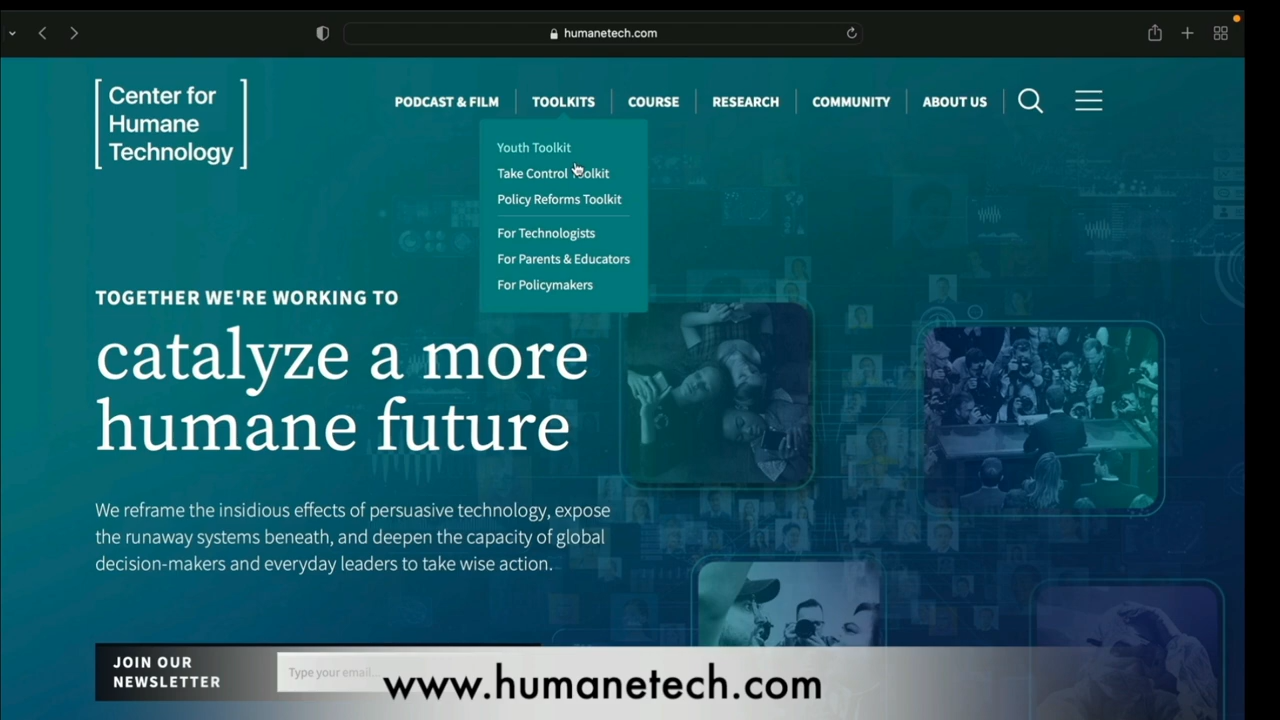 humanetech.com
Center for
Humane
Technology
PODCAST & FILM
TOOLKITS
COURSE
RESEARCH
COMMUNITY
ABOUT US
Youth Toolkit
Take Control Toolkit
Policy Reforms Toolkit
For Technologists
For Parents & Educators
For Policymakers
TOGETHER WE'RE WORKING TO
catalyze a more
humane future
We reframe the insidious effects of persuasive technology, expose
the runaway systems beneath, and deepen the capacity of global
decision-makers and everyday leaders to take wise action.
JOIN OUR
NEWSLETTER
Type your email...
www.humanetech.com